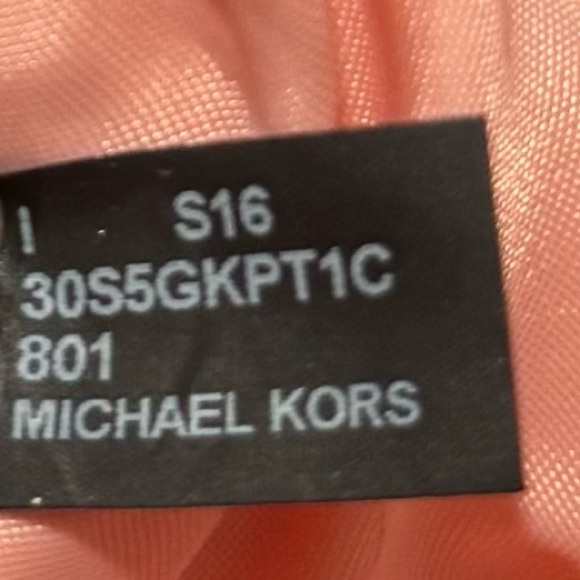 I S16
30S5GKPT1C
801
MICHAEL KORS